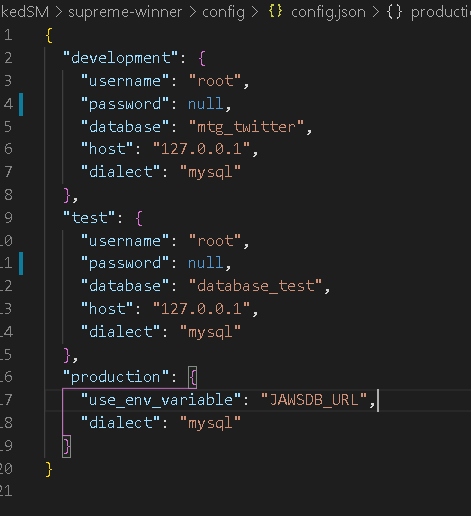 kedSM > supreme-winner > config > {} config.json > {} productio
1 {
2 "development": {
3 "username": "root",
4 "password": null,
5 "database": "mtg_twitter",
6 "host": "127.0.0.1",
7 "dialect": "mysql"
8 },
9 "test": {
10 "username": "root",
11 "password": null,
12 "database": "database_test",
13 "host": "127.0.0.1",
14 "dialect": "mysql"
15 },
16 "production": {
17 "use_env_variable": "JAWSDB_URL",
18 "dialect": "mysql"
19 }
20 }
21